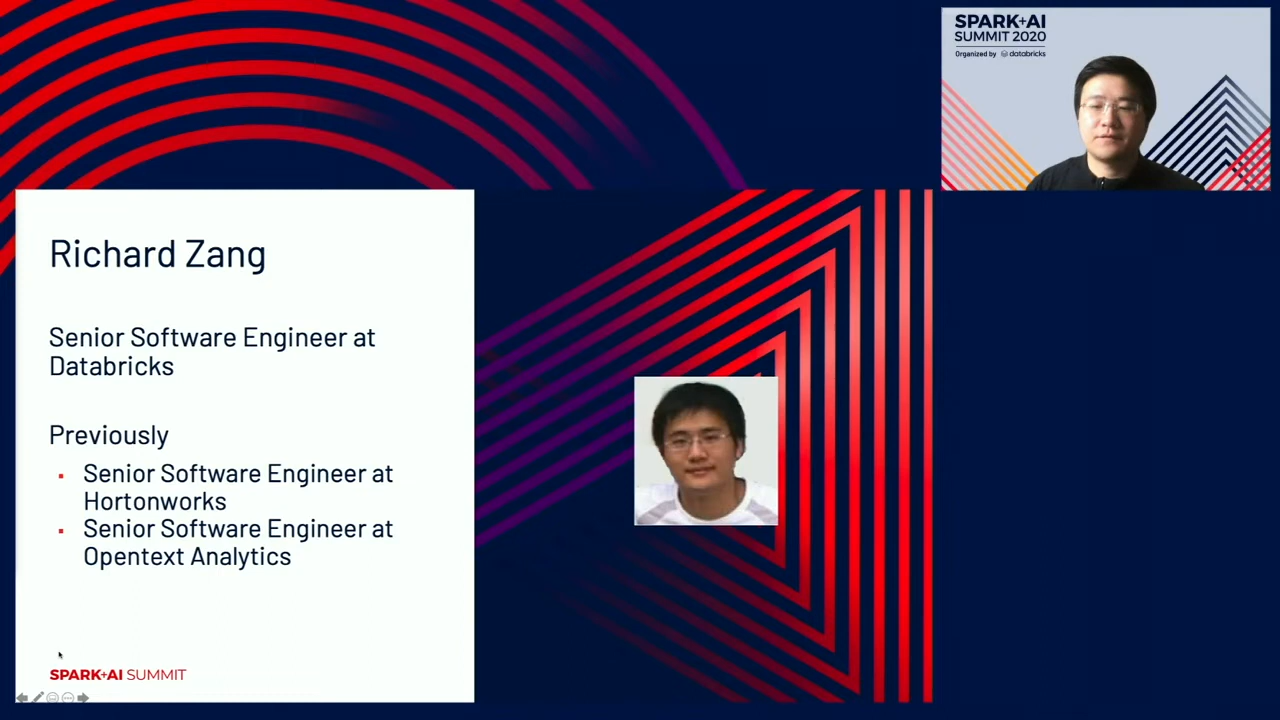 SPARK+AI
SUMMIT 2020
Organized by databricks
Richard Zang
Senior Software Engineer at
Databricks
Previously
Senior Software Engineer at
Hortonworks
Senior Software Engineer at
Opentext Analytics
SPARK+AI SUMMIT